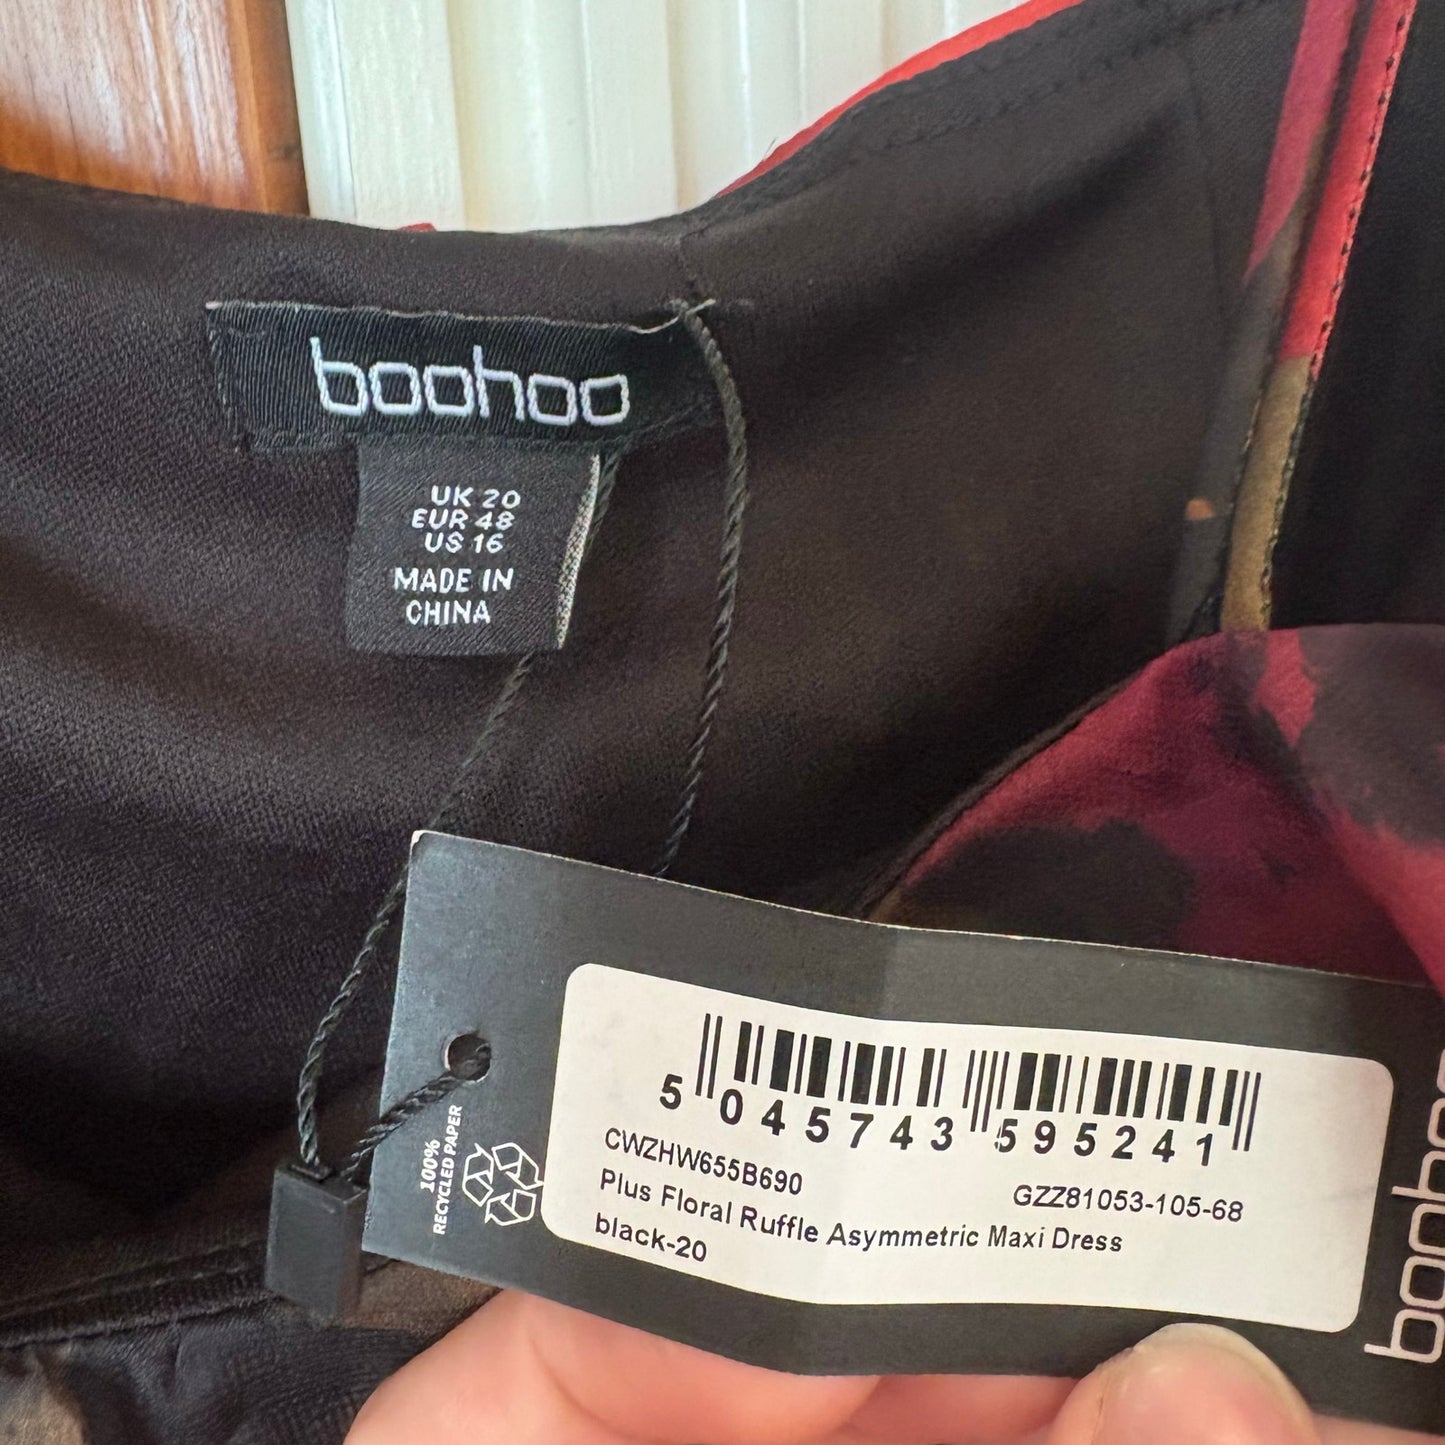 boohoo
UK 20
EUR 48
US 16
MADE IN
CHINA
100%
RECYCLED PAPER
5 045743 595241
CWZHW655B690
GZZ81053-105-68
Plus Floral Ruffle Asymmetric Maxi Dress
black-20
boohoo